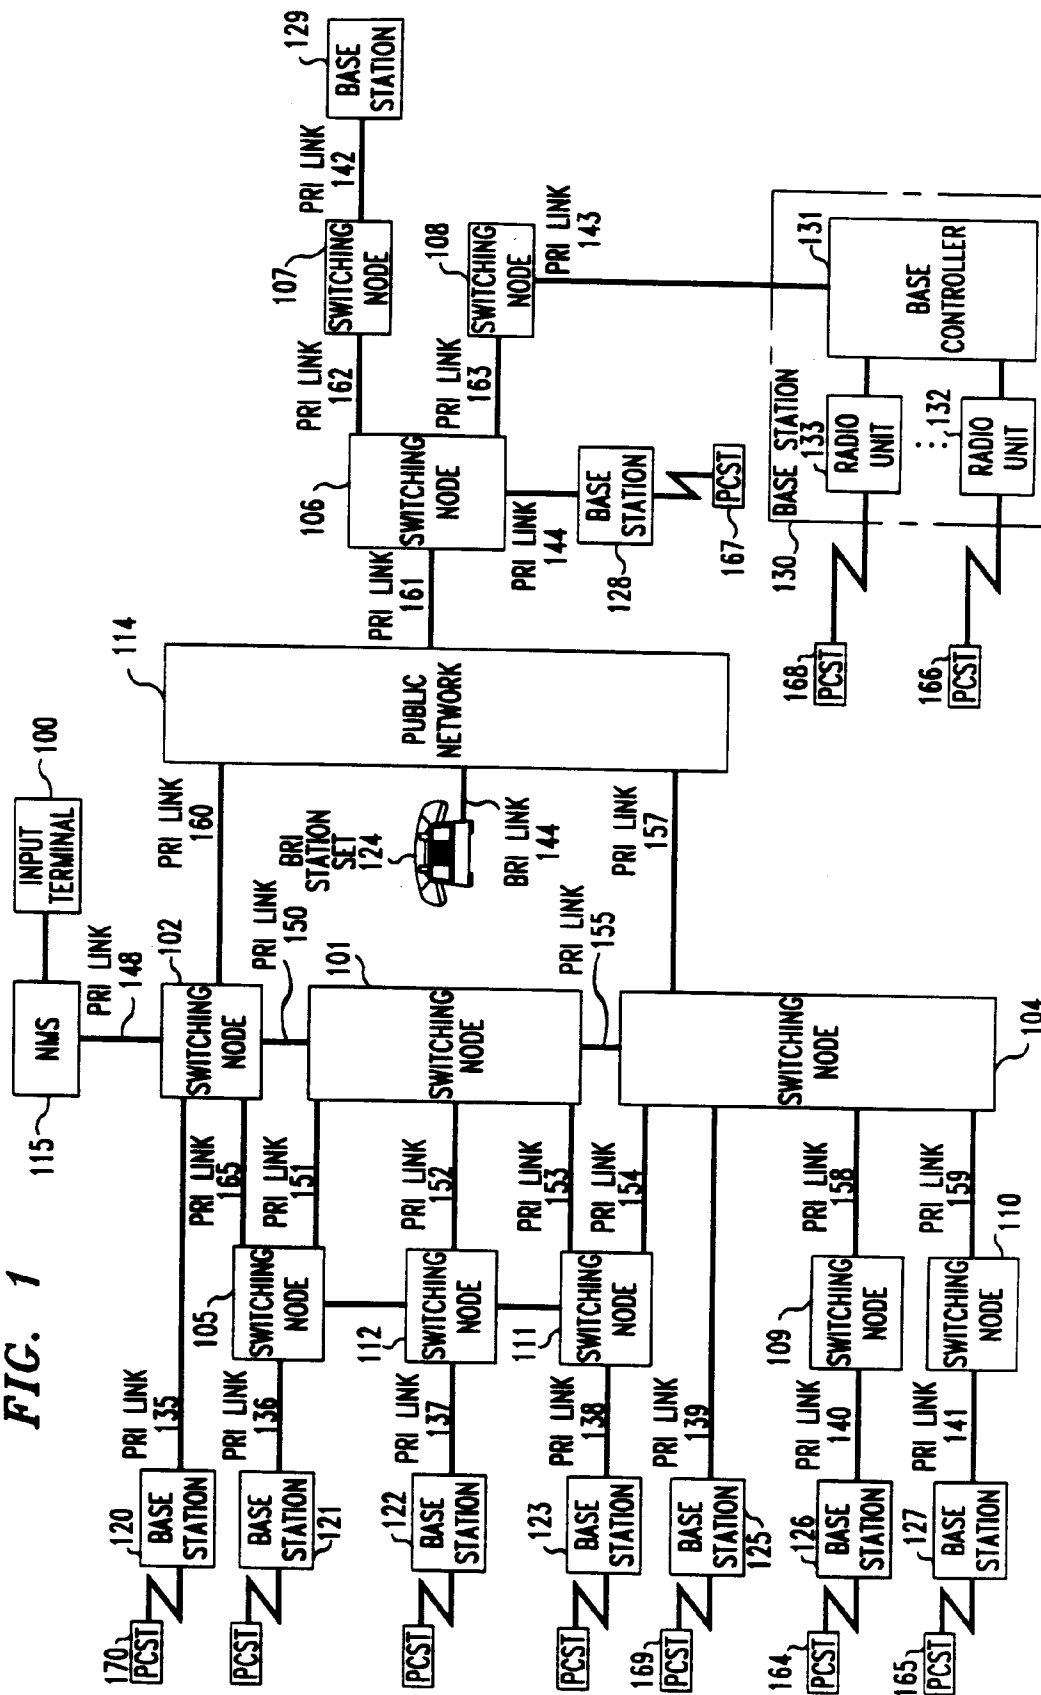 FIG. 1
115
NMS
INPUT
TERMINAL
100
PRI LINK
148
102
SWITCHING
NODE
PRI LINK
160
114
PUBLIC
NETWORK
BRI
STATION
SET
124
BRI LINK
144
PRI LINK
157
PRI LINK
150
101
SWITCHING
NODE
PRI LINK
155
SWITCHING
NODE
104
PRI LINK
135
PRI LINK
165
PRI LINK
151
PRI LINK
152
PRI LINK
153
PRI LINK
154
PRI LINK
158
PRI LINK
159
105
SWITCHING
NODE
112
SWITCHING
NODE
111
SWITCHING
NODE
109
SWITCHING
NODE
110
SWITCHING
NODE
PRI LINK
136
PRI LINK
137
PRI LINK
138
PRI LINK
139
PRI LINK
140
PRI LINK
141
120
BASE
STATION
BASE
STATION
121
122
BASE
STATION
123
BASE
STATION
BASE
STATION
125
126
BASE
STATION
127
BASE
STATION
170
PCST
PCST
PCST
PCST
169
PCST
164
PCST
165
PCST
PRI LINK
161
106
SWITCHING
NODE
PRI LINK
162
107
SWITCHING
NODE
PRI LINK
142
129
BASE
STATION
PRI LINK
163
108
SWITCHING
NODE
PRI LINK
143
PRI LINK
144
BASE
STATION
128
PCST
167
BASE STATION
130
131
BASE
CONTROLLER
133
RADIO
UNIT
132
RADIO
UNIT
168
PCST
166
PCST